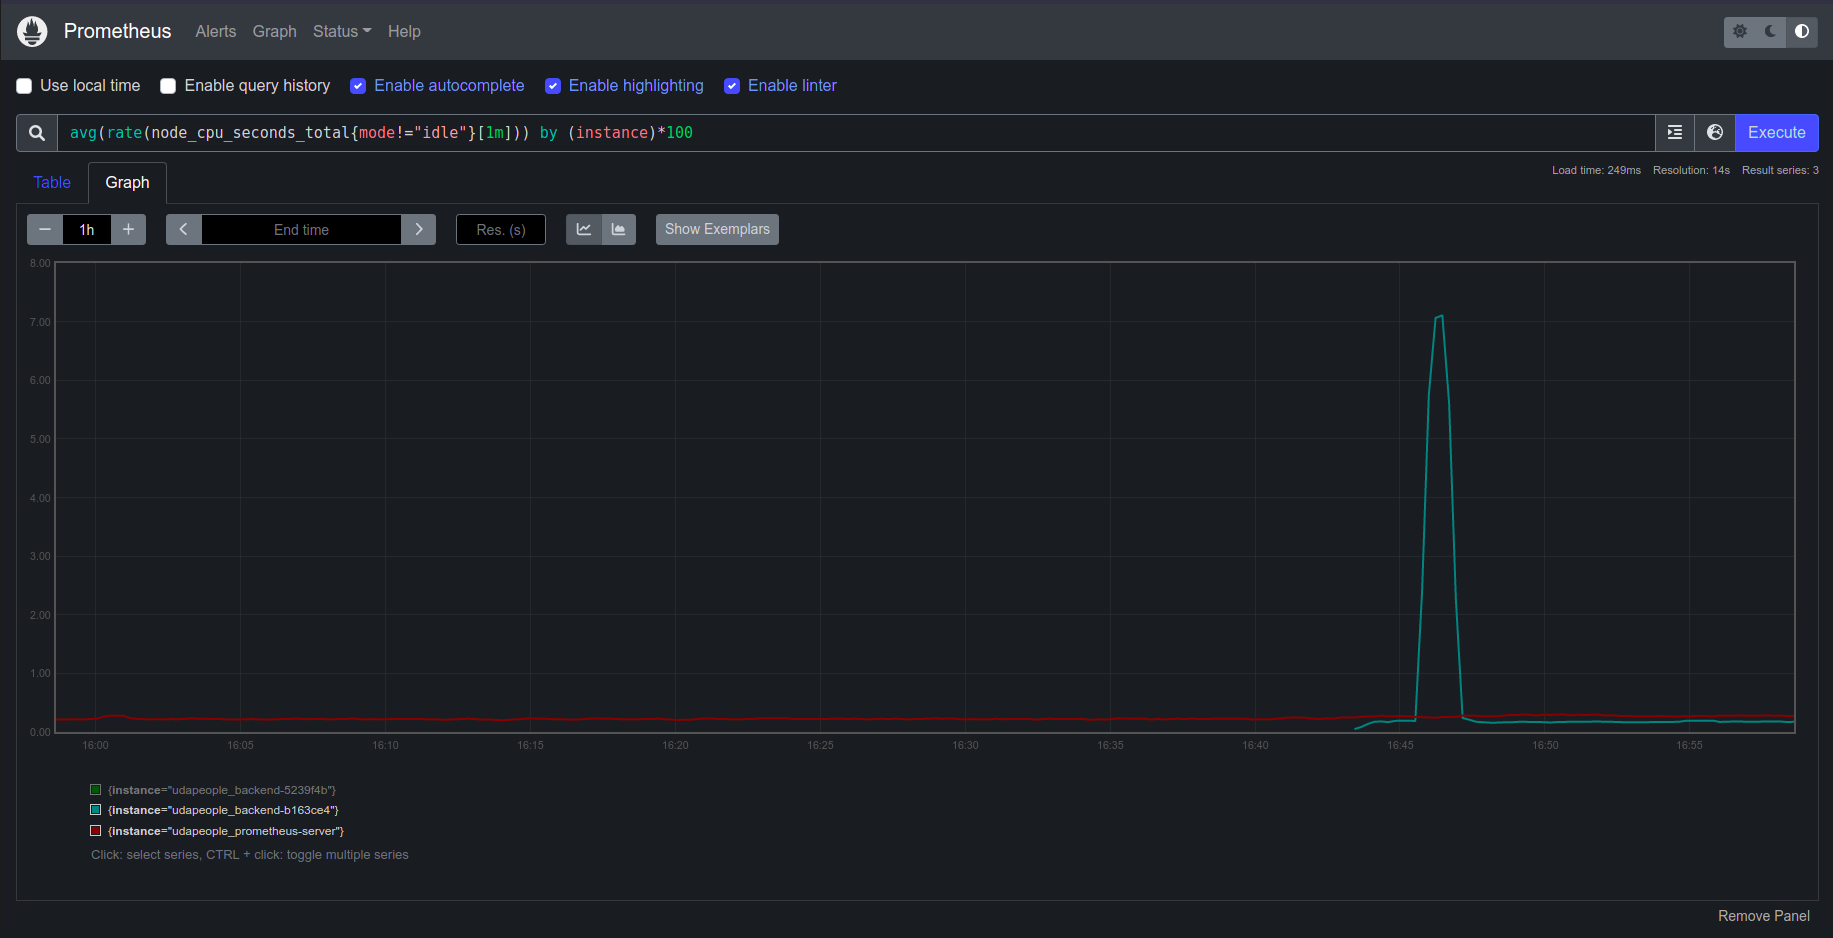 Prometheus Alerts Graph Status Help
Use local time Enable query history Enable autocomplete Enable highlighting Enable linter
avg(rate(node_cpu_seconds_total{mode!="idle"}[1m])) by (instance)*100 Execute
Table Graph Load time: 249ms Resolution: 14s Result series: 3
1h End time Res. (s) Show Exemplars
8.00
7.00
6.00
5.00
4.00
3.00
2.00
1.00
0.00
16:00 16:05 16:10 16:15 16:20 16:25 16:30 16:35 16:40 16:45 16:50 16:55
{instance="udapeople_backend-5239f4b"}
{instance="udapeople_backend-b163ce4"}
{instance="udapeople_prometheus-server"}
Click: select series, CTRL + click: toggle multiple series
Remove Panel